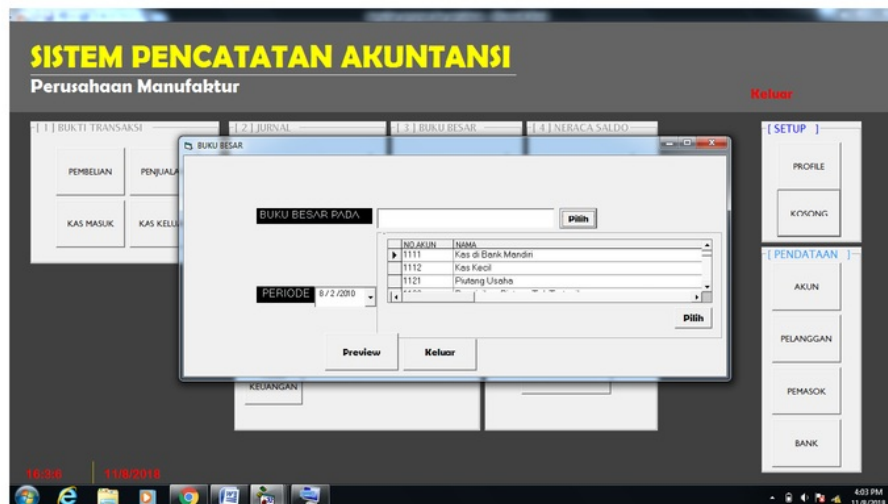 SISTEM PENCATATAN AKUNTANSI
Perusahaan Manufaktur
Keluar
[ 1 ] BUKTI TRANSAKSI
[ 2 ] JURNAL
[ 3 ] BUKU BESAR
[ 4 ] NERACA SALDO
[ SETUP ]
PEMBELIAN
PENJUALA
KAS MASUK
KAS KELU
BUKU BESAR
BUKU BESAR PADA
Pilih
NO.AKUN NAMA
1111 Kas di Bank Mandiri
1112 Kas Kecil
1121 Piutang Usaha
PERIODE 8/2/2010
Pilih
Preview
Keluar
KEUANGAN
PROFILE
KOSONG
[ PENDATAAN ]
AKUN
PELANGGAN
PEMASOK
BANK
16:3:6
11/8/2018
4:03 PM
11/8/2018